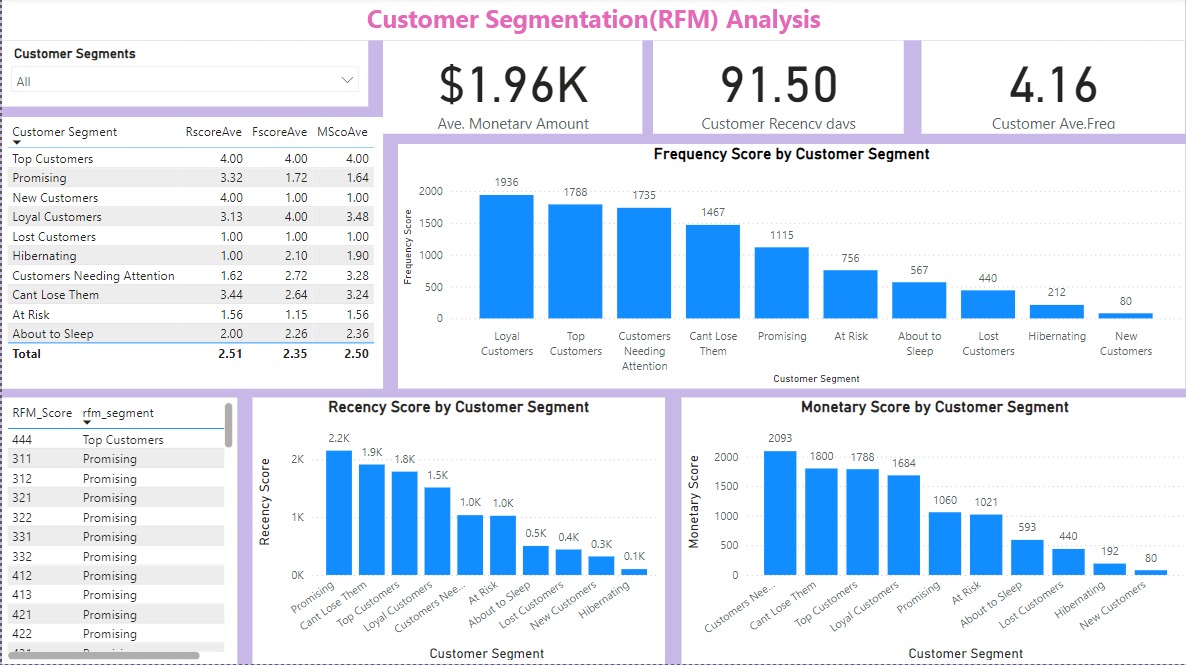 Customer Segmentation(RFM) Analysis
Customer Segments
All
$1.96K
Ave. Monetary Amount
91.50
Customer Recency days
4.16
Customer Ave.Freq
Customer Segment RscoreAve FscoreAve MScoAve
Top Customers 4.00 4.00 4.00
Promising 3.32 1.72 1.64
New Customers 4.00 1.00 1.00
Loyal Customers 3.13 4.00 3.48
Lost Customers 1.00 1.00 1.00
Hibernating 1.00 2.10 1.90
Customers Needing Attention 1.62 2.72 3.28
Cant Lose Them 3.44 2.64 3.24
At Risk 1.56 1.15 1.56
About to Sleep 2.00 2.26 2.36
Total 2.51 2.35 2.50
Frequency Score by Customer Segment
Frequency Score
2000
1500
1000
500
0
1936
1788
1735
1467
1115
756
567
440
212
80
Loyal Customers
Top Customers
Customers Needing Attention
Cant Lose Them
Promising
At Risk
About to Sleep
Lost Customers
Hibernating
New Customers
Customer Segment
RFM_Score rfm_segment
444 Top Customers
311 Promising
312 Promising
321 Promising
322 Promising
331 Promising
332 Promising
412 Promising
413 Promising
421 Promising
422 Promising
Recency Score by Customer Segment
Recency Score
2K
1K
0K
2.2K
1.9K
1.8K
1.5K
1.0K
1.0K
0.5K
0.4K
0.3K
0.1K
Promising
Cant Lose Them
Top Customers
Loyal Customers
Customers Nee...
At Risk
About to Sleep
Lost Customers
New Customers
Hibernating
Customer Segment
Monetary Score by Customer Segment
Monetary Score
2000
1500
1000
500
0
2093
1800
1788
1684
1060
1021
593
440
192
80
Customers Nee...
Cant Lose Them
Top Customers
Loyal Customers
Promising
At Risk
About to Sleep
Lost Customers
Hibernating
New Customers
Customer Segment